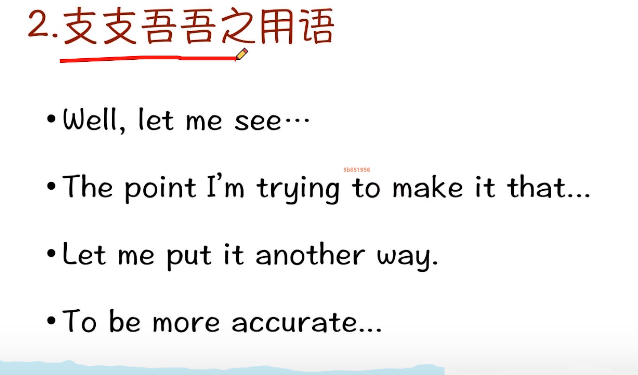 2.支支吾吾之用语
•Well, let me see…
•The point I'm trying to make it that...
•Let me put it another way.
•To be more accurate...